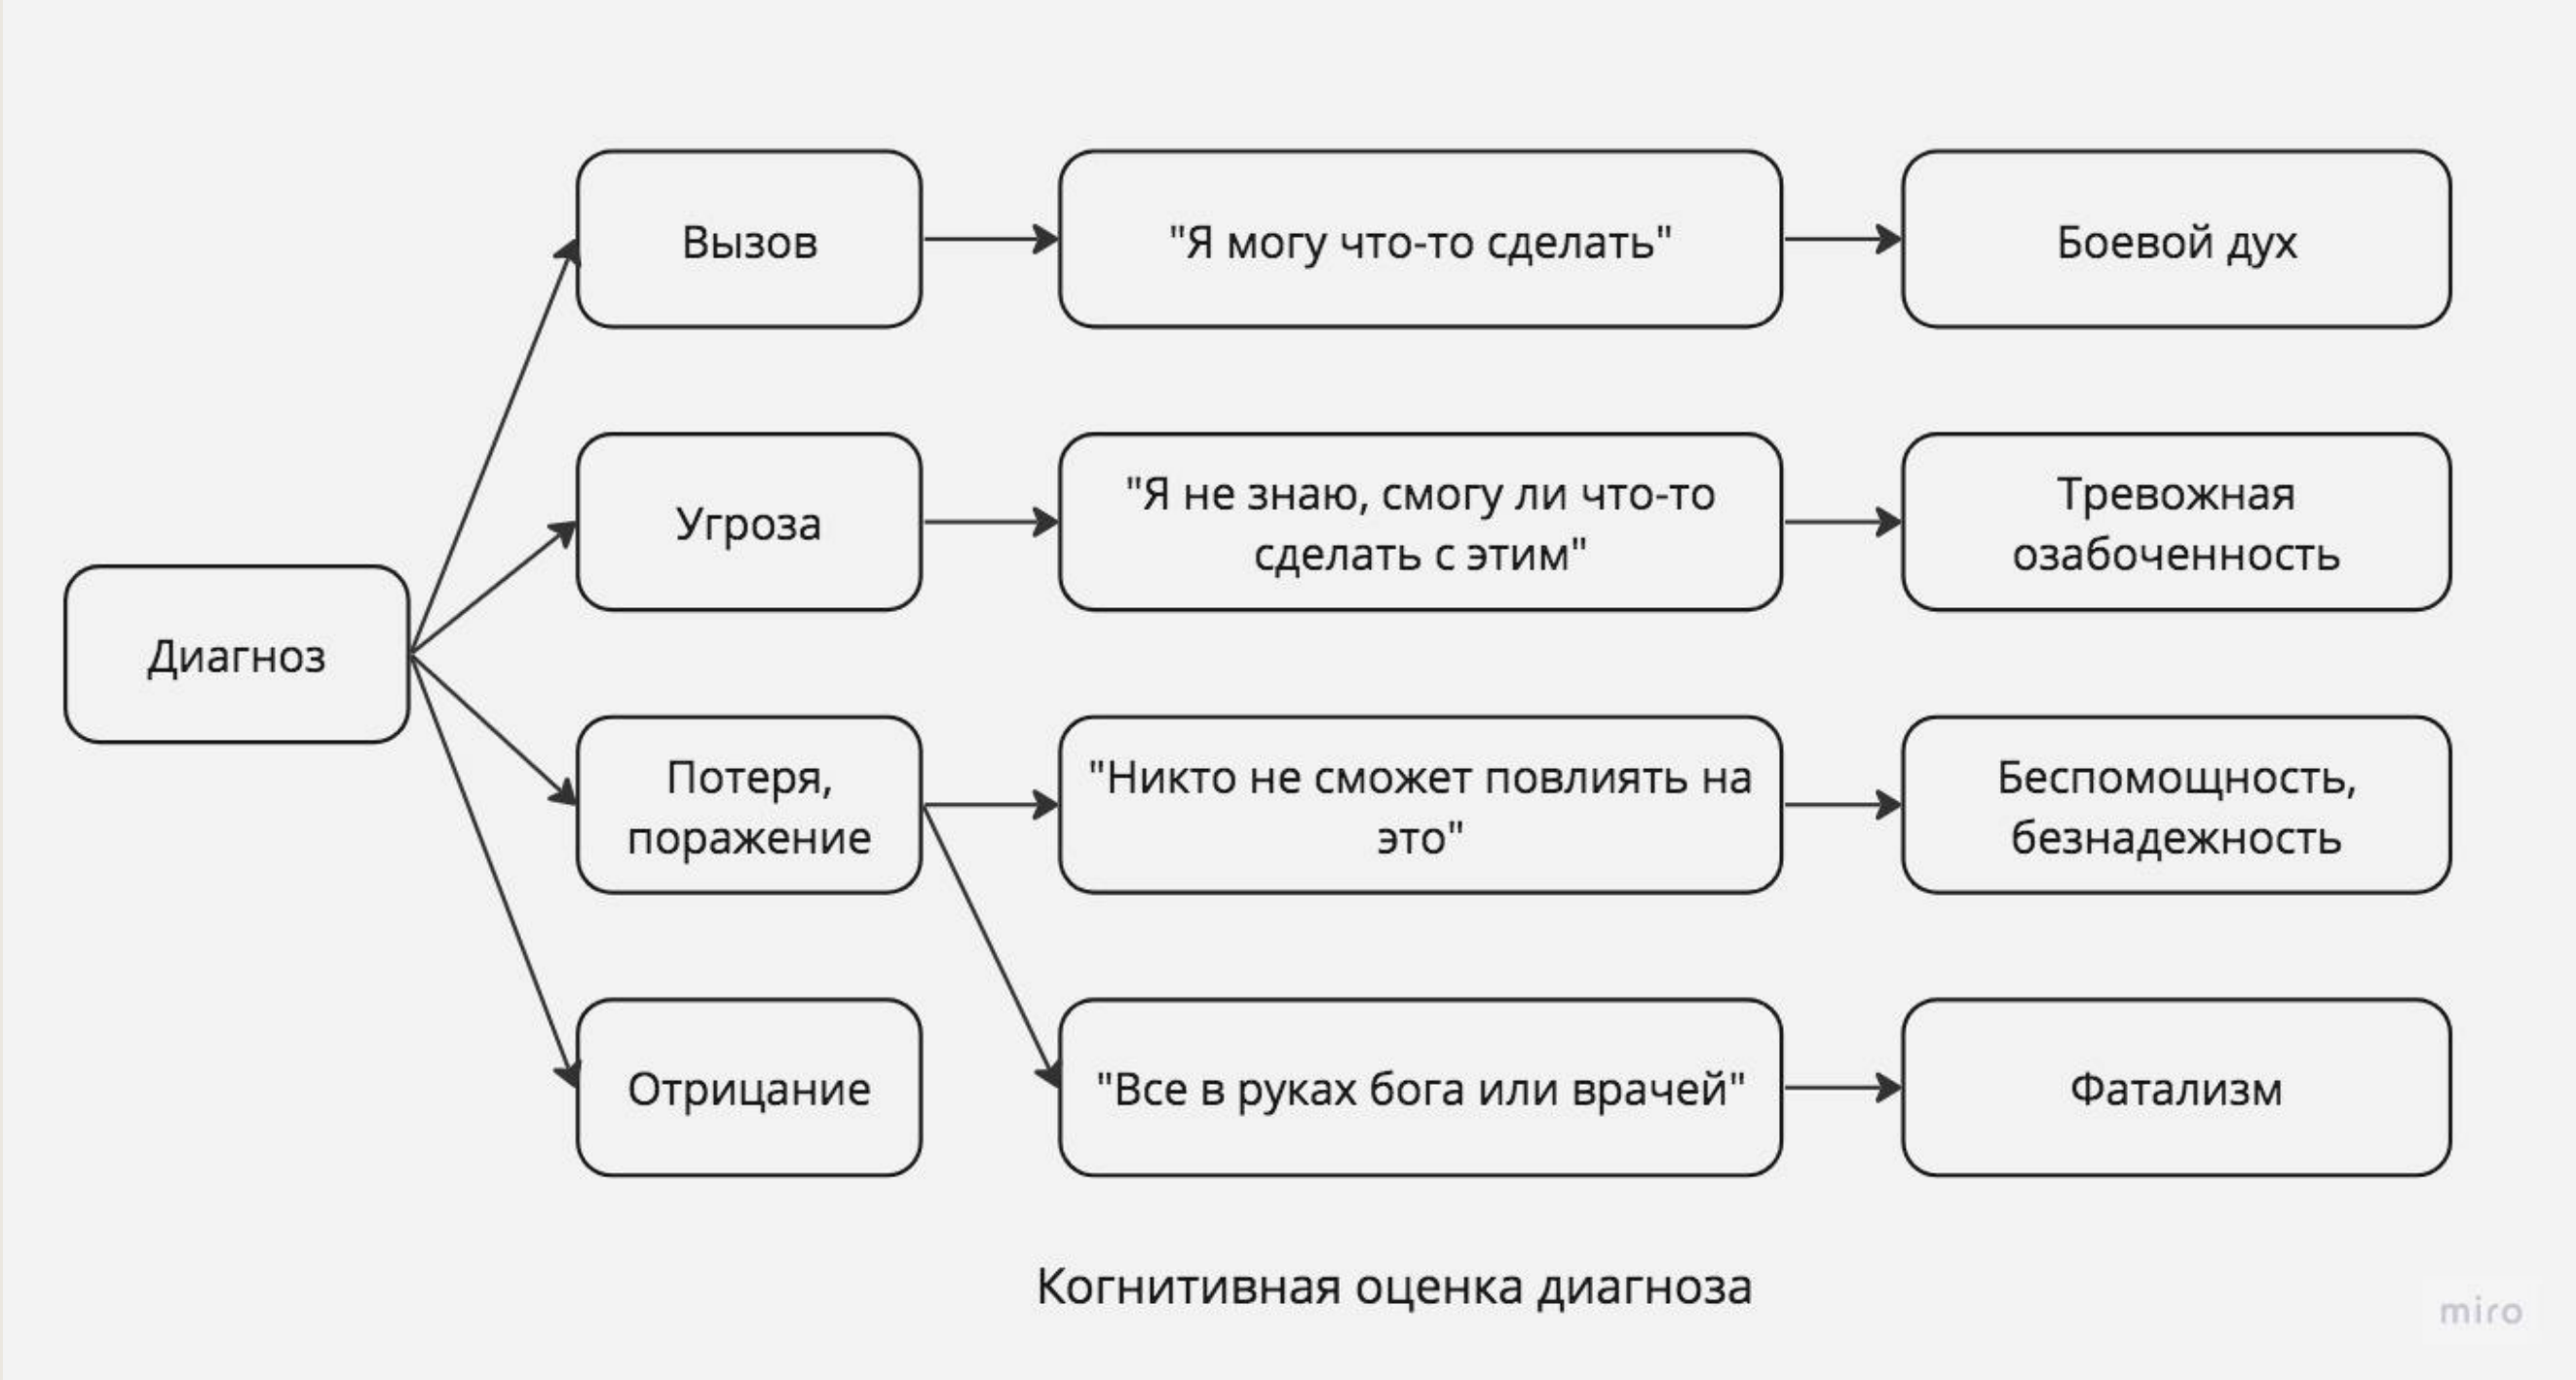 Диагноз
Вызов
"Я могу что-то сделать"
Боевой дух
Угроза
"Я не знаю, смогу ли что-то
сделать с этим"
Тревожная
озабоченность
Потеря,
поражение
"Никто не сможет повлиять на
это"
Беспомощность,
безнадежность
Отрицание
"Все в руках бога или врачей"
Фатализм
Когнитивная оценка диагноза
miro